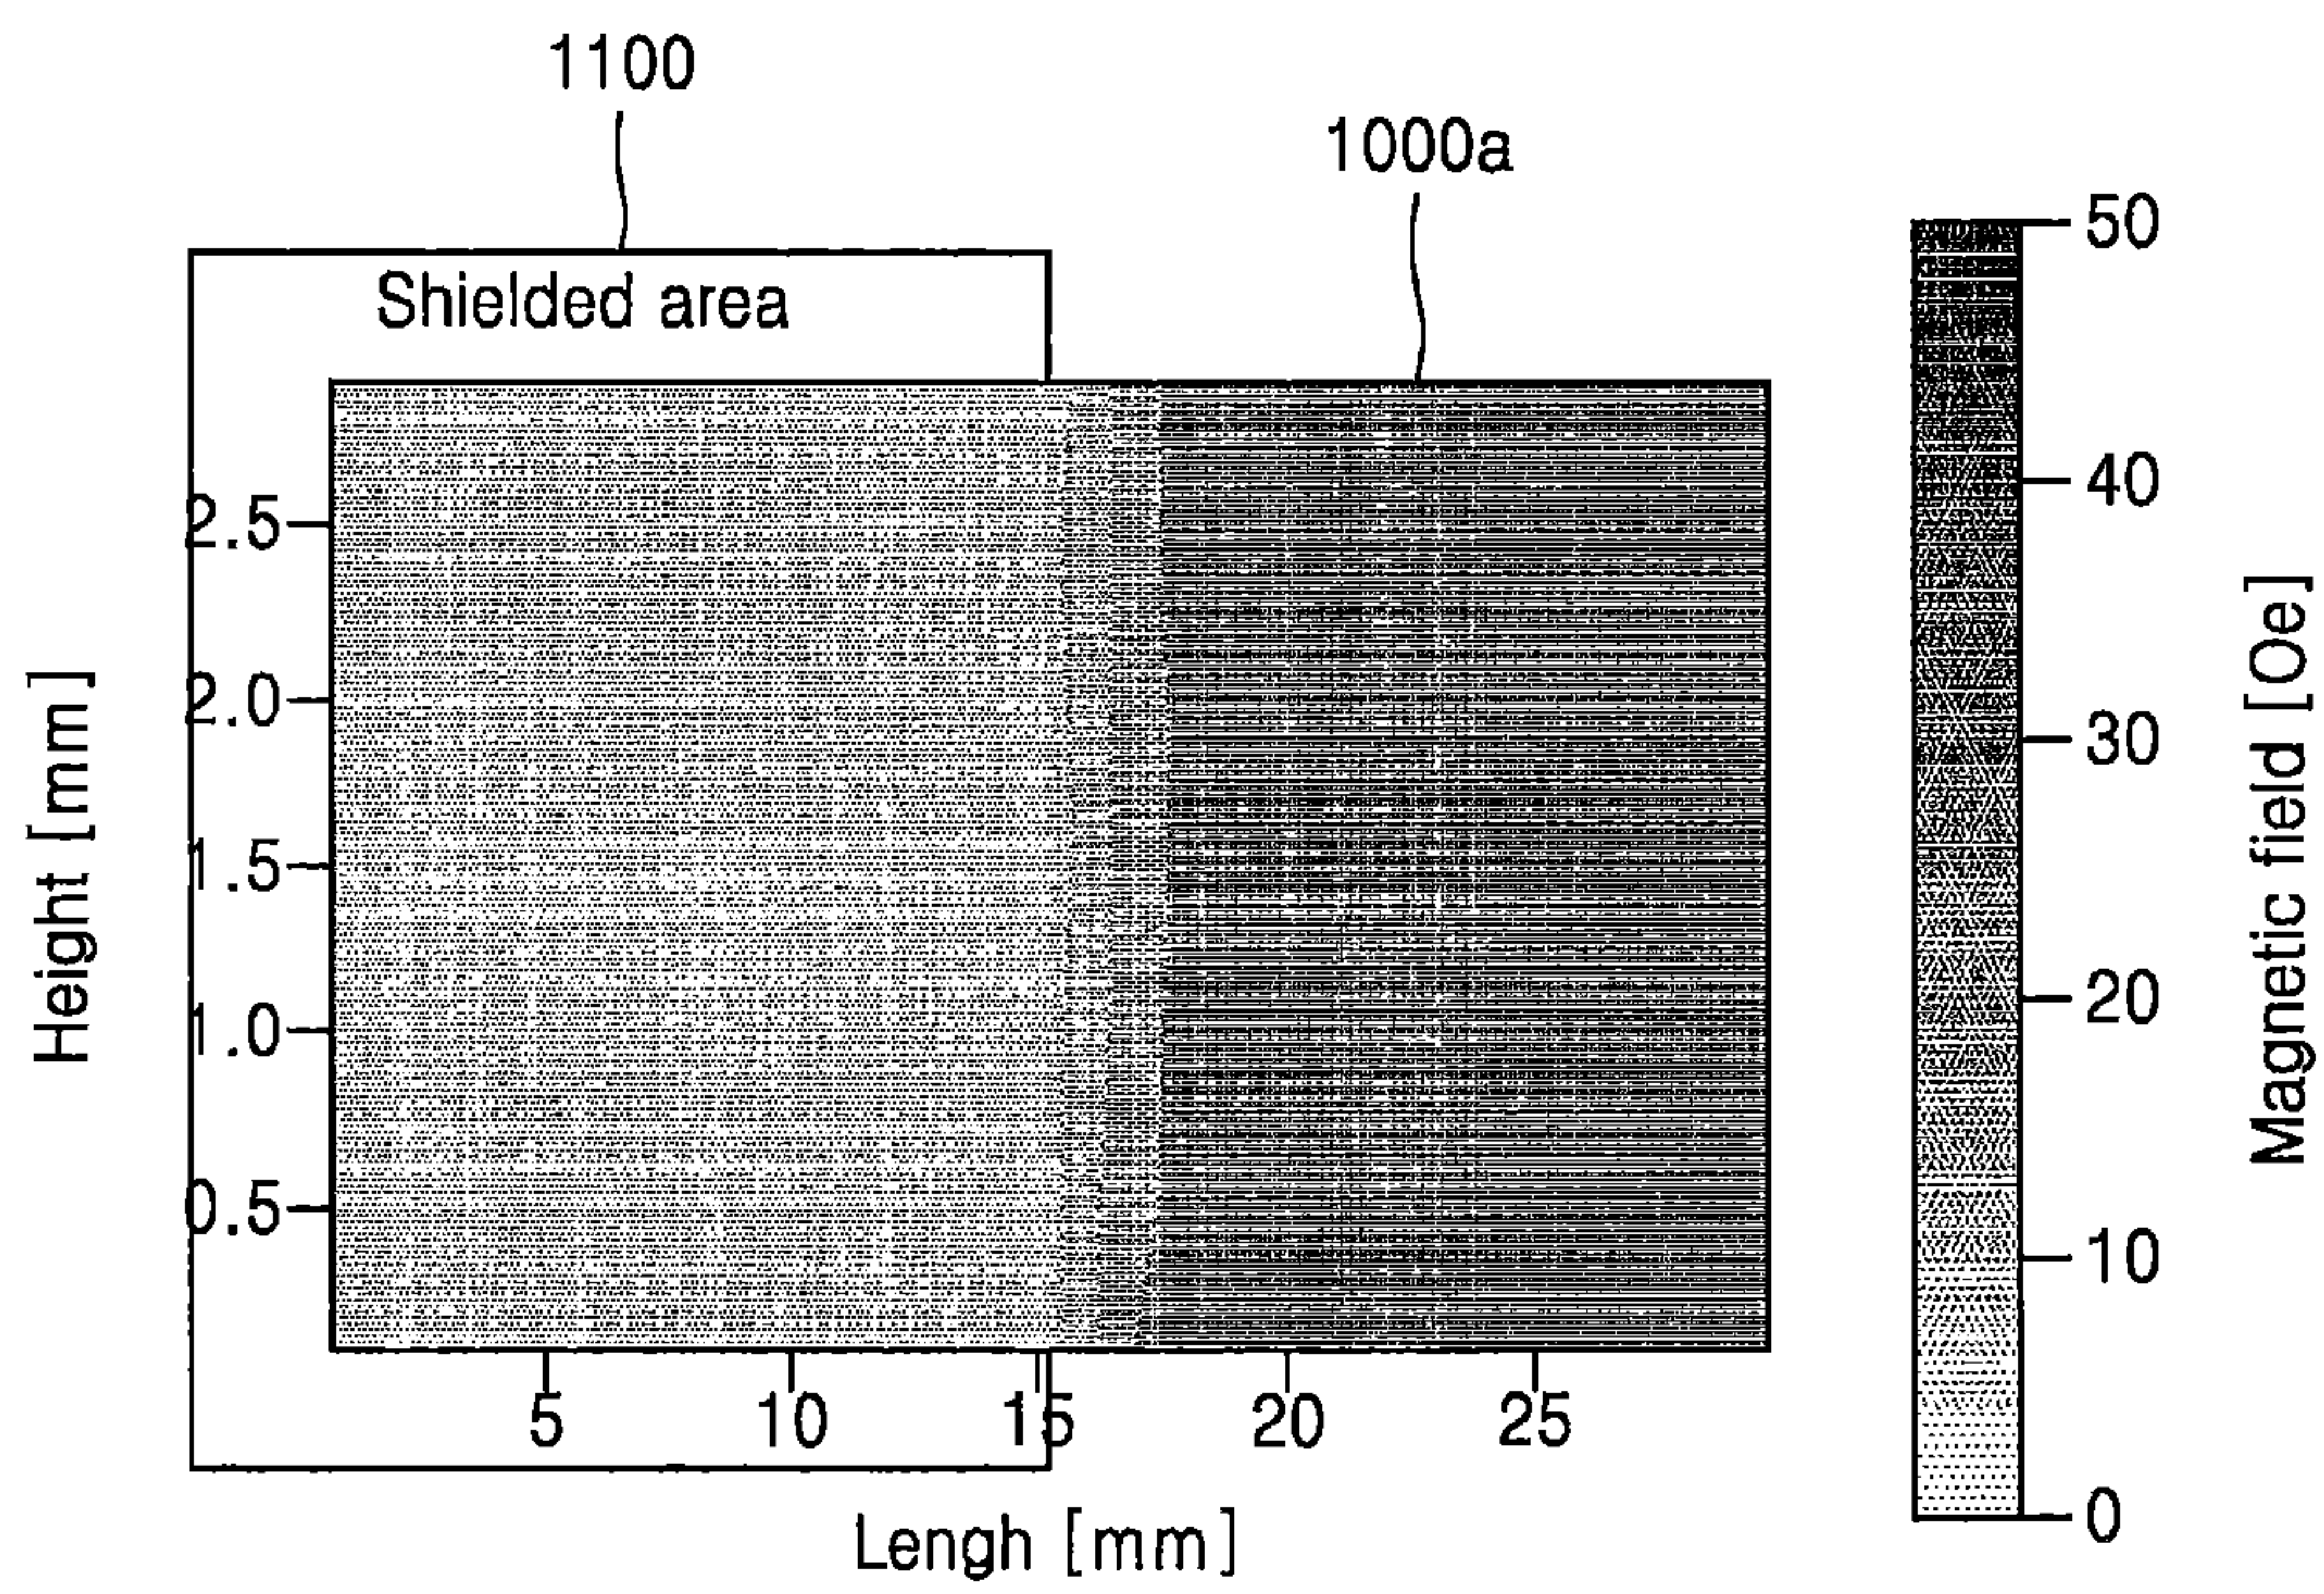 1100
1000a
Shielded area
50
40
30
20
10
0
Magnetic field [Oe]
Height [mm]
2.5
2.0
1.5
1.0
0.5
5 10 15 20 25
Lengh [mm]